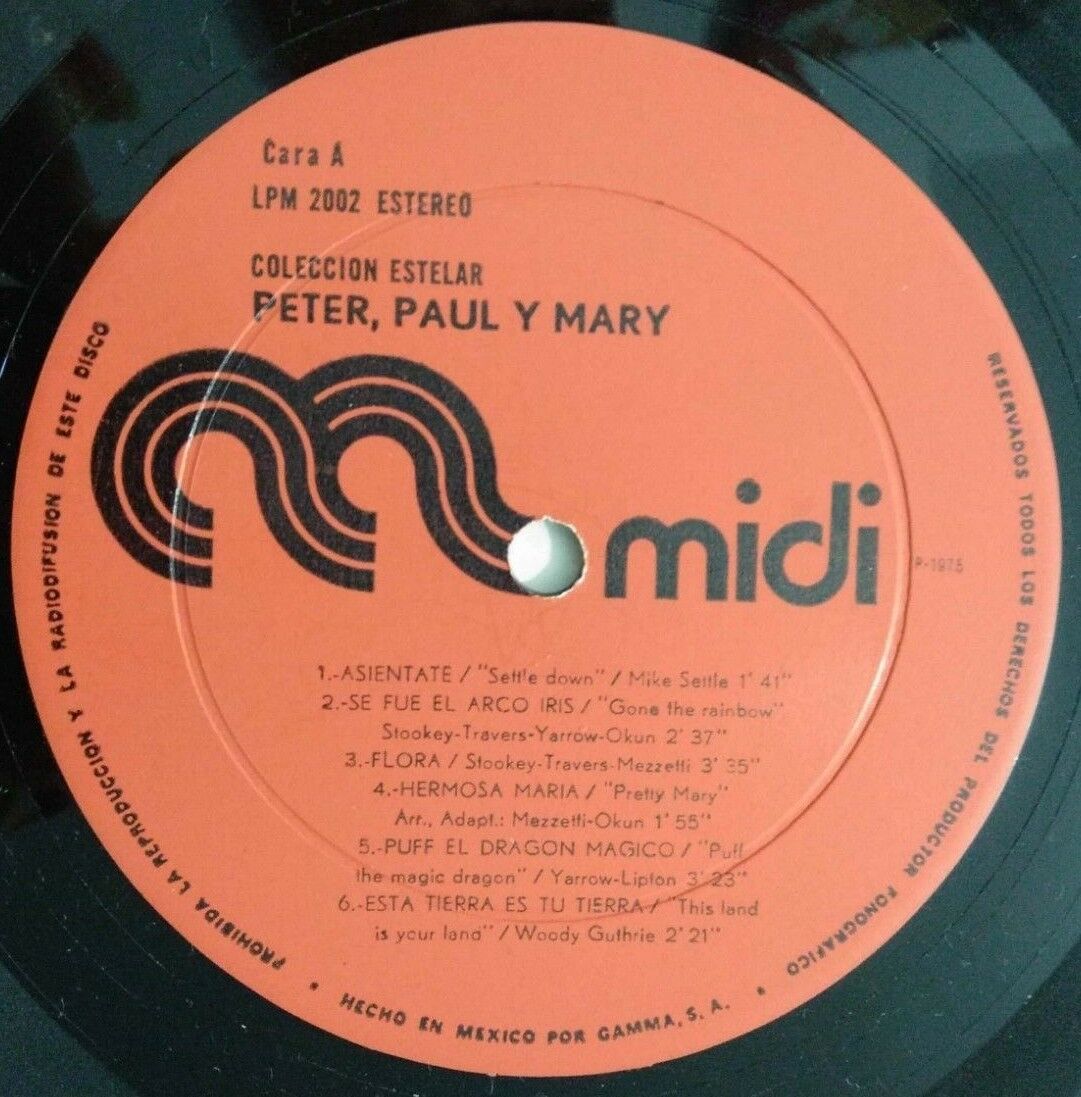 Cara A
LPM 2002 ESTEREO
COLECCION ESTELAR
PETER, PAUL Y MARY
midi
P-1975
1.-ASIENTATE / "Settle down" / Mike Settle 1' 41"
2.-SE FUE EL ARCO IRIS / "Gone the rainbow"
Stookey-Travers-Yarrow-Okun 2' 37"
3.-FLORA / Stookey-Travers-Mezzetti 3' 35"
4.-HERMOSA MARIA / "Pretty Mary"
Arr., Adapt.: Mezzetti-Okun 1' 55"
5.-PUFF EL DRAGON MAGICO / "Puff
the magic dragon" / Yarrow-Lipton 3' 23"
6.-ESTA TIERRA ES TU TIERRA / "This land
is your land" / Woody Guthrie 2' 21"
RESERVADOS TODOS LOS DERECHOS DEL PRODUCTOR FONOGRAFICO • HECHO EN MEXICO POR GAMMA, S. A. • PROHIBIDA LA REPRODUCCION Y LA RADIODIFUSION DE ESTE DISCO